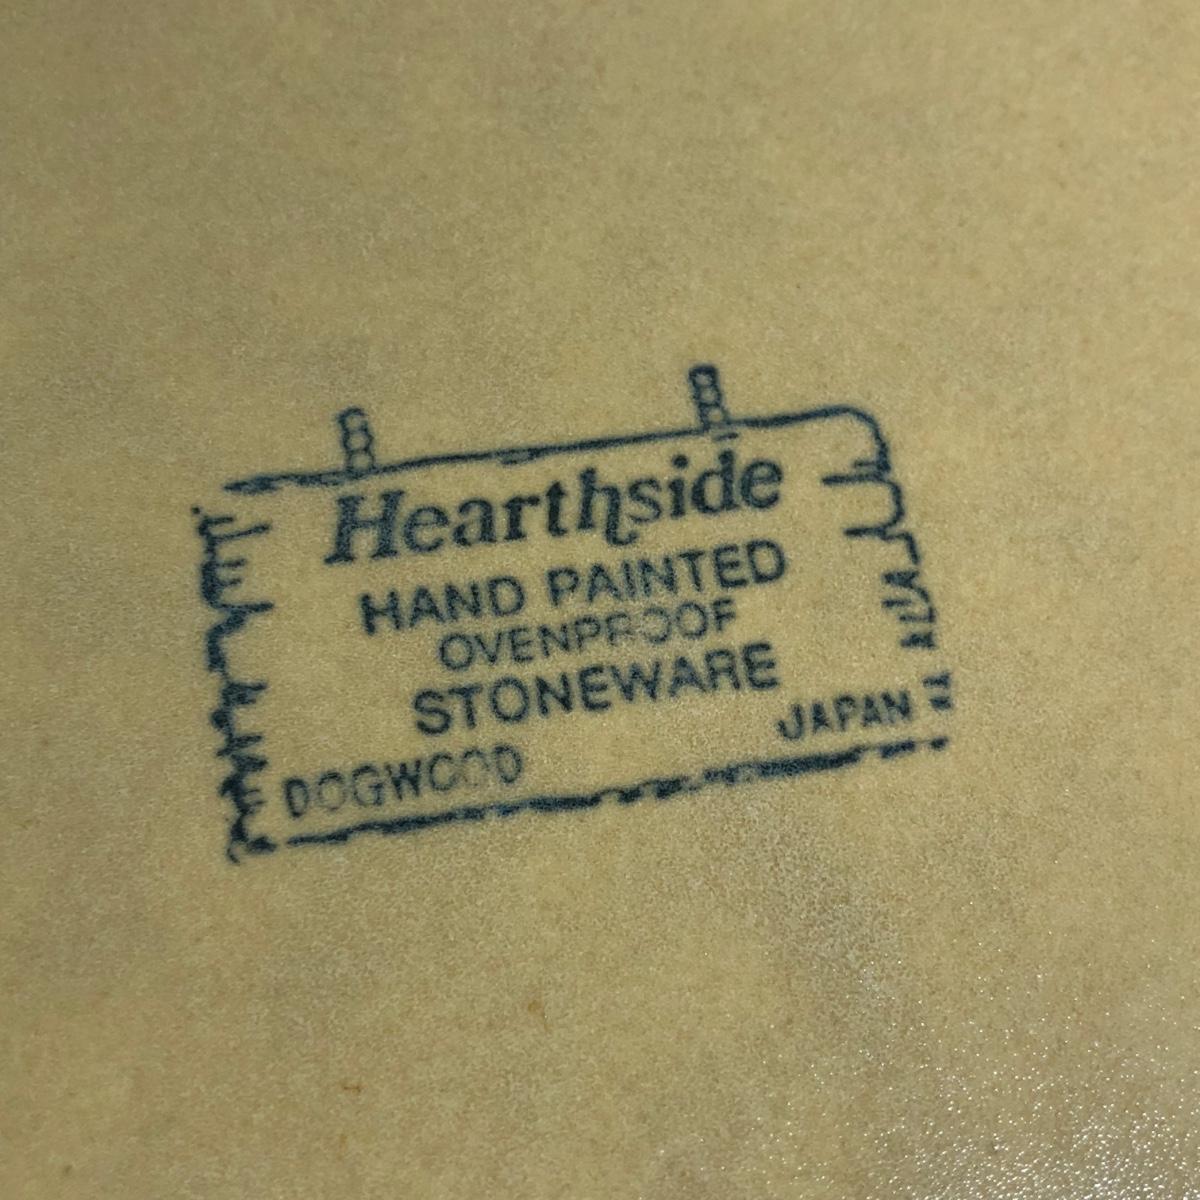 Hearthside
HAND PAINTED
OVENPROOF
STONEWARE
JAPAN
DOGWOOD